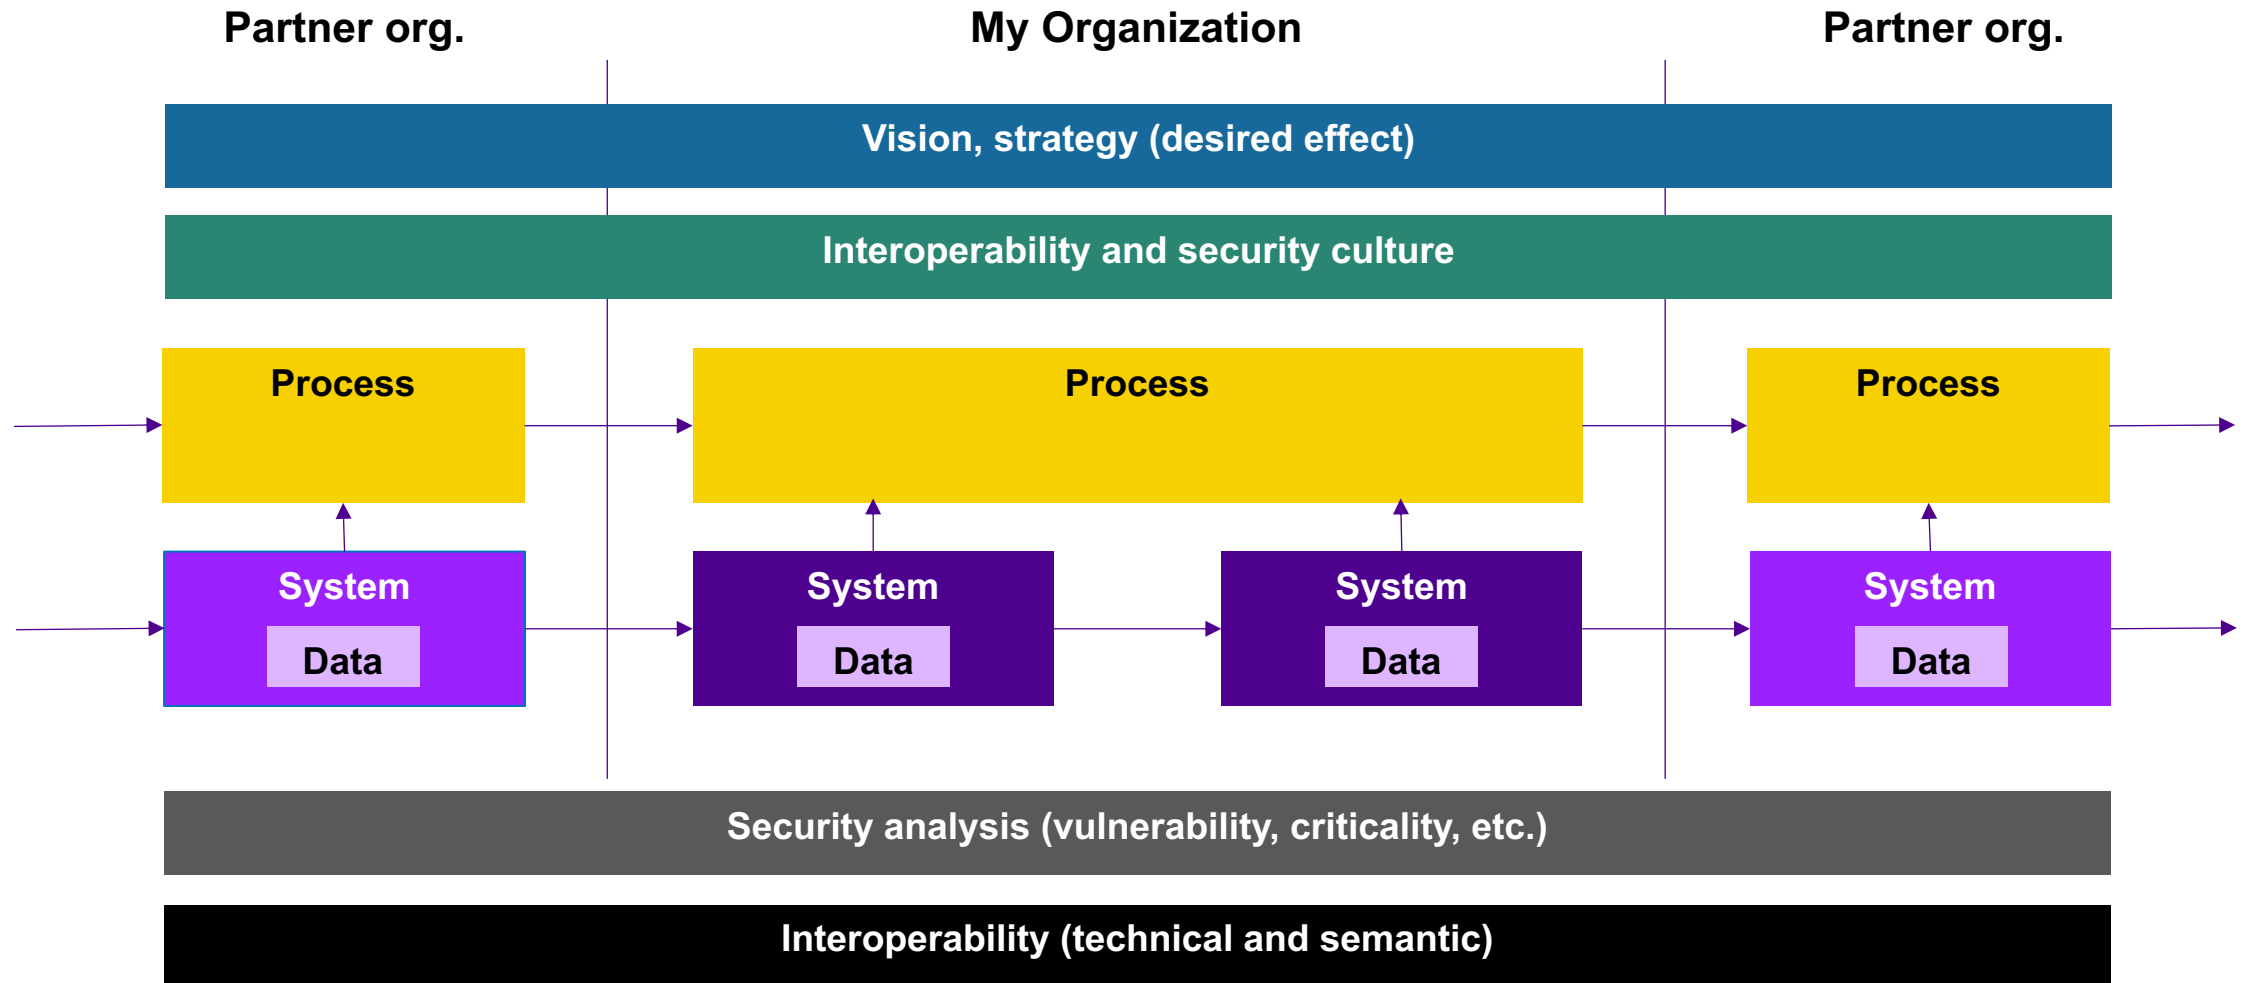 Partner org.
My Organization
Partner org.
Vision, strategy (desired effect)
Interoperability and security culture
Process
Process
Process
System
System
System
System
Data
Data
Data
Data
Security analysis (vulnerability, criticality, etc.)
Interoperability (technical and semantic)